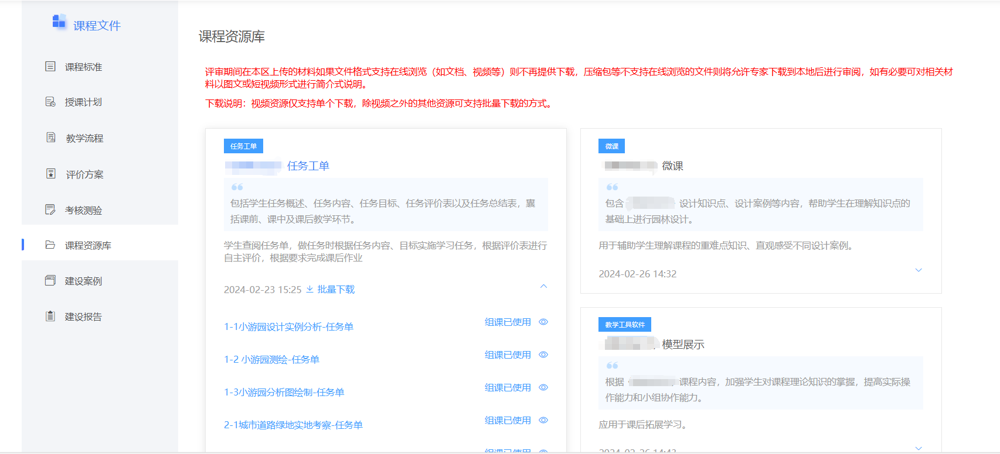 课程文件
课程标准
授课计划
教学流程
评价方案
考核测验
课程资源库
建设案例
建设报告
课程资源库
评审期间在本区上传的材料如果文件格式支持在线浏览（如文档、视频等）则不再提供下载，压缩包等不支持在线浏览的文件则将允许专家下载到本地后进行审阅，如有必要可对相关材
料以图文或短视频形式进行简介式说明。
下载说明：视频资源仅支持单个下载，除视频之外的其他资源可支持批量下载的方式。
任务工单
任务工单
包括学生任务概述、任务内容、任务目标、任务评价表以及任务总结表，囊
括课前、课中及课后教学环节。
学生查阅任务单，做任务时根据任务内容、目标实施学习任务，根据评价表进行
自主评价，根据要求完成课后作业
2024-02-23 15:25 批量下载
1-1小游园设计实例分析-任务单 组课已使用
1-2 小游园测绘-任务单 组课已使用
1-3小游园分析图绘制-任务单 组课已使用
2-1城市道路绿地实地考察-任务单 组课已使用
组课已使用
微课
微课
包含 设计知识点、设计案例等内容，帮助学生在理解知识点的
基础上进行园林设计。
用于辅助学生理解课程的重难点知识、直观感受不同设计案例。
2024-02-26 14:32
教学工具软件
模型展示
根据 课程内容，加强学生对课程理论知识的掌握，提高实际操
作能力和小组协作能力。
应用于课后拓展学习。
2024-02-26 14:43